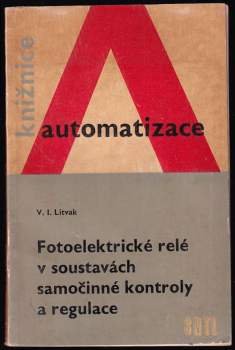 knižnice
automatizace
V. I. Litvak
Fotoelektrické relé
v soustavách
samočinné kontroly
a regulace
SNTL